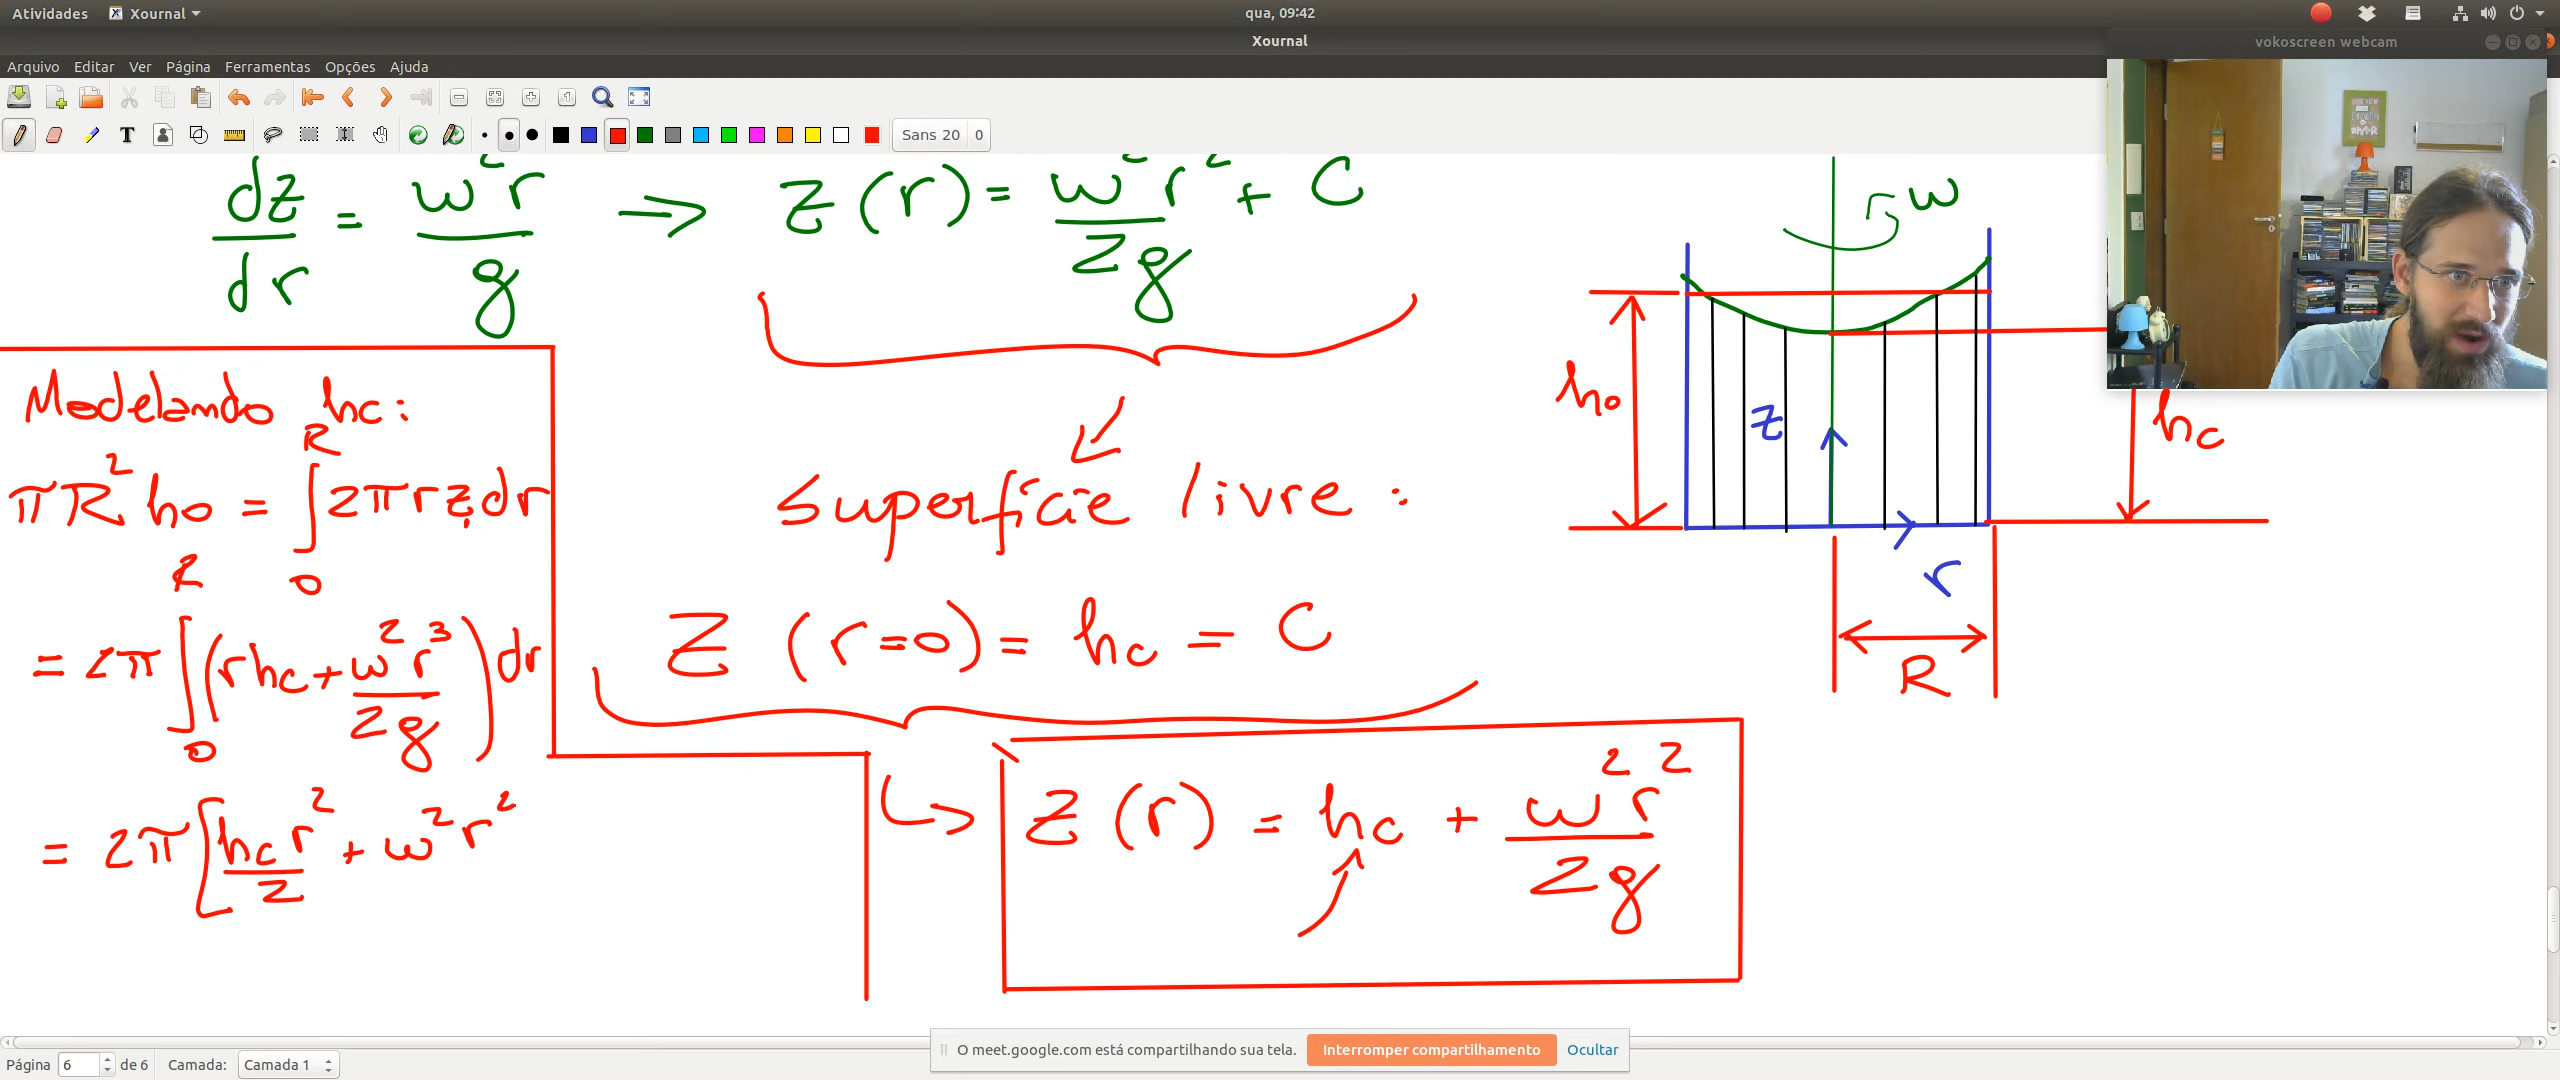 Atividades Xournal qua, 09:42
Xournal
vokoscreen webcam
Arquivo Editar Ver Página Ferramentas Opções Ajuda
T Sans 20 0
dz/dr = ω²r/g → z(r) = ω²r²/2g + C
ω
Modelando hc:
πR²ho = ∫₀ᴿ 2πrz dr
= 2π ∫₀ᴿ (rhc + ω²r³/2g) dr
= 2π [hcr²/2 + ω²r²
Superfície livre:
z (r=0) = hc = C
z(r) = hc + ω²r²/2g
ho
z
hc
r
R
O meet.google.com está compartilhando sua tela. Interromper compartilhamento Ocultar
Página 6 de 6 Camada: Camada 1